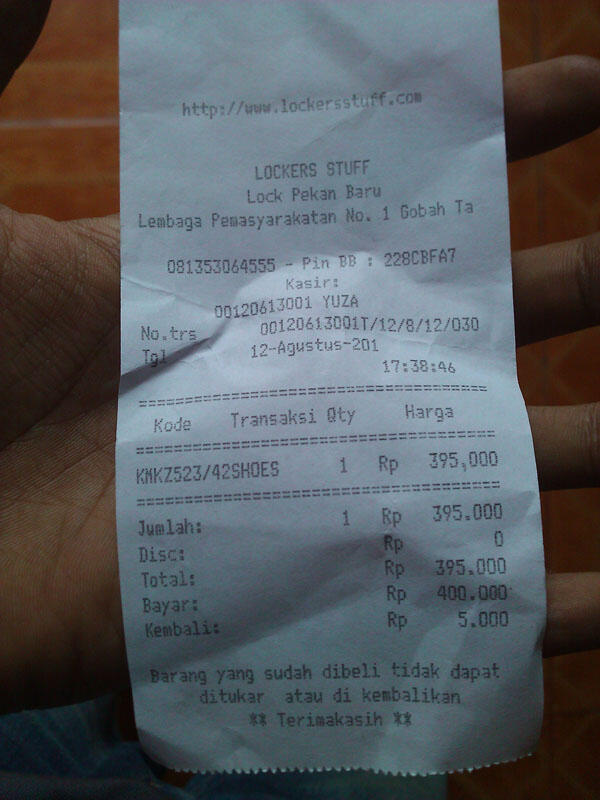 http://www.lockersstuff.com
LOCKERS STUFF
Lock Pekan Baru
Lembaga Pemasyarakatan No. 1 Gobah Ta
081353064555 - Pin BB : 228CBFA7
Kasir:
00120613001 YUZA
No.trs 00120613001T/12/8/12/030
Tgl 12-Agustus-201
17:38:46
==============================================
Kode Transaksi Qty Harga
==============================================
KMKZ523/42SHOES 1 Rp 395,000
==============================================
Jumlah: 1 Rp 395.000
Disc: Rp 0
Total: Rp 395.000
Bayar: Rp 400.000
Kembali: Rp 5.000
Barang yang sudah dibeli tidak dapat
ditukar atau di kembalikan
** Terimakasih **